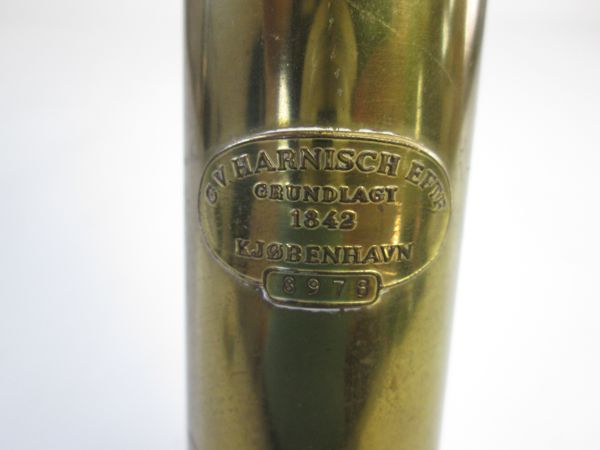 G V HARNISCH EFTF
GRUNDLAGT
1842
KJØBENHAVN
8978